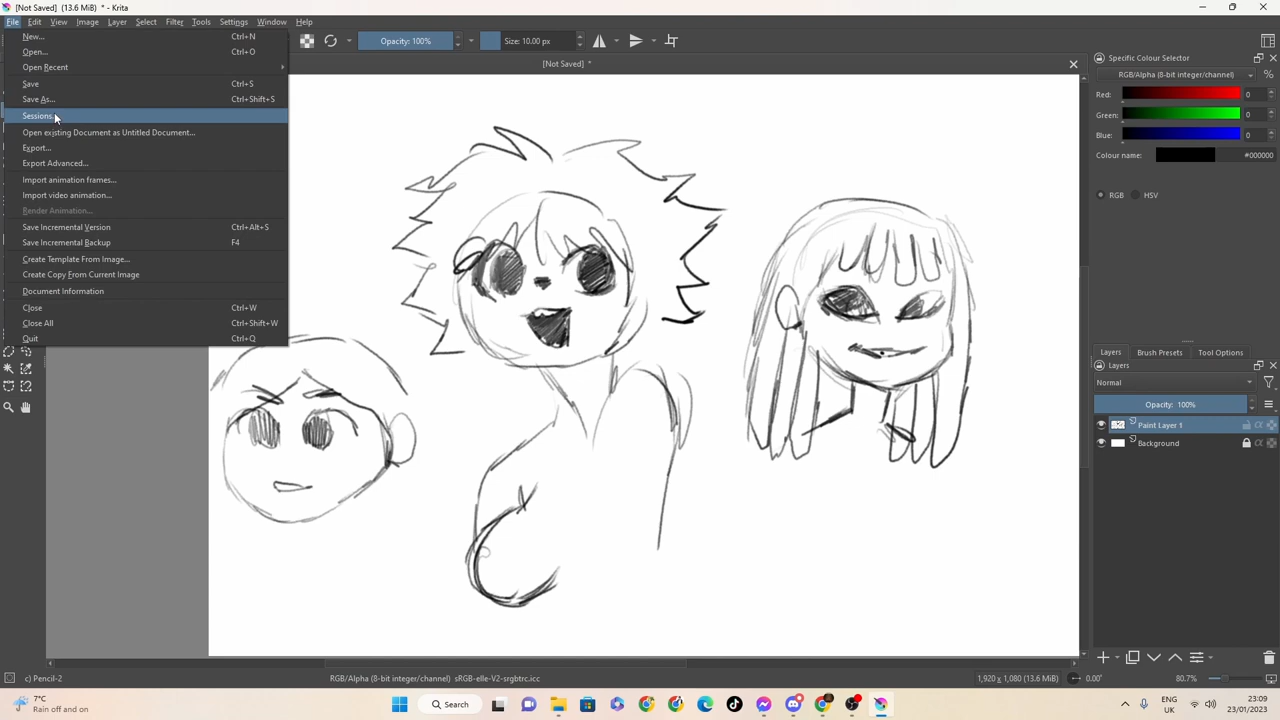 [Not Saved] (13.6 MiB) * - Krita
File Edit View Image Layer Select Filter Tools Settings Window Help
New... Ctrl+N
Opacity: 100% Size: 10.00 px
Open... Ctrl+O
Open Recent
[Not Saved] *
Save Ctrl+S
Save As... Ctrl+Shift+S
Sessions...
Open existing Document as Untitled Document...
Export...
Export Advanced...
Import animation frames...
Import video animation...
Render Animation...
Save Incremental Version Ctrl+Alt+S
Save Incremental Backup F4
Create Template From Image...
Create Copy From Current Image
Document Information
Close Ctrl+W
Close All Ctrl+Shift+W
Quit Ctrl+Q
Specific Colour Selector
RGB/Alpha (8-bit integer/channel) %
Red: 0
Green: 0
Blue: 0
Colour name: #000000
RGB HSV
Layers Brush Presets Tool Options
Layers
Normal
Opacity: 100%
Paint Layer 1
Background
c) Pencil-2 RGB/Alpha (8-bit integer/channel) sRGB-elle-V2-srgbtrc.icc 1,920 x 1,080 (13.6 MiB) 0.00° 80.7%
7°C
Rain off and on
Search
ENG
UK
23:09
23/01/2023